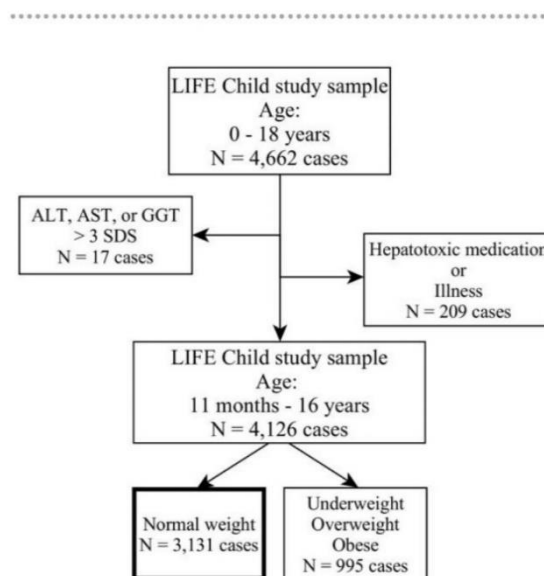 LIFE Child study sample
Age:
0 - 18 years
N = 4,662 cases
ALT, AST, or GGT
> 3 SDS
N = 17 cases
Hepatotoxic medication
or
Illness
N = 209 cases
LIFE Child study sample
Age:
11 months - 16 years
N = 4,126 cases
Normal weight
N = 3,131 cases
Underweight
Overweight
Obese
N = 995 cases